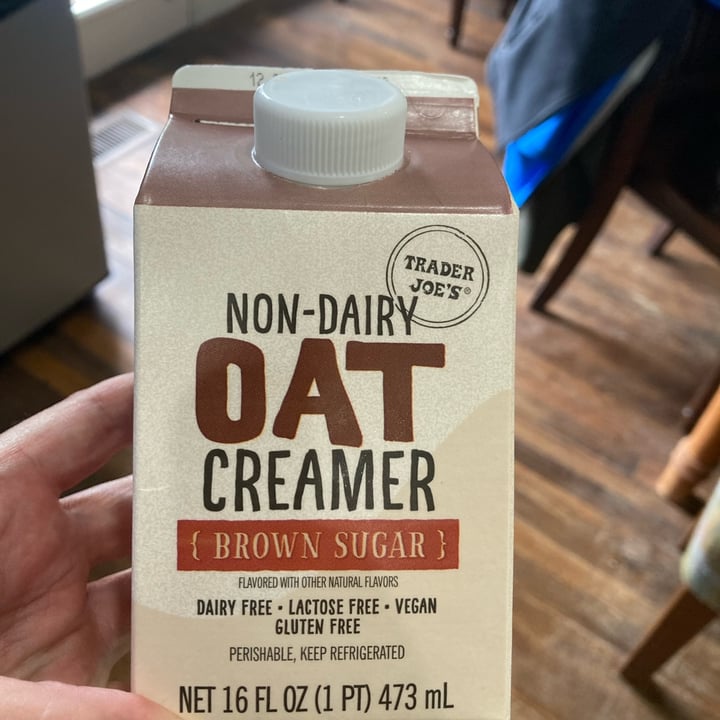 TRADER
JOE'S®
NON-DAIRY
OAT
CREAMER
{ BROWN SUGAR }
FLAVORED WITH OTHER NATURAL FLAVORS
DAIRY FREE • LACTOSE FREE • VEGAN
GLUTEN FREE
PERISHABLE, KEEP REFRIGERATED
NET 16 FL OZ (1 PT) 473 mL